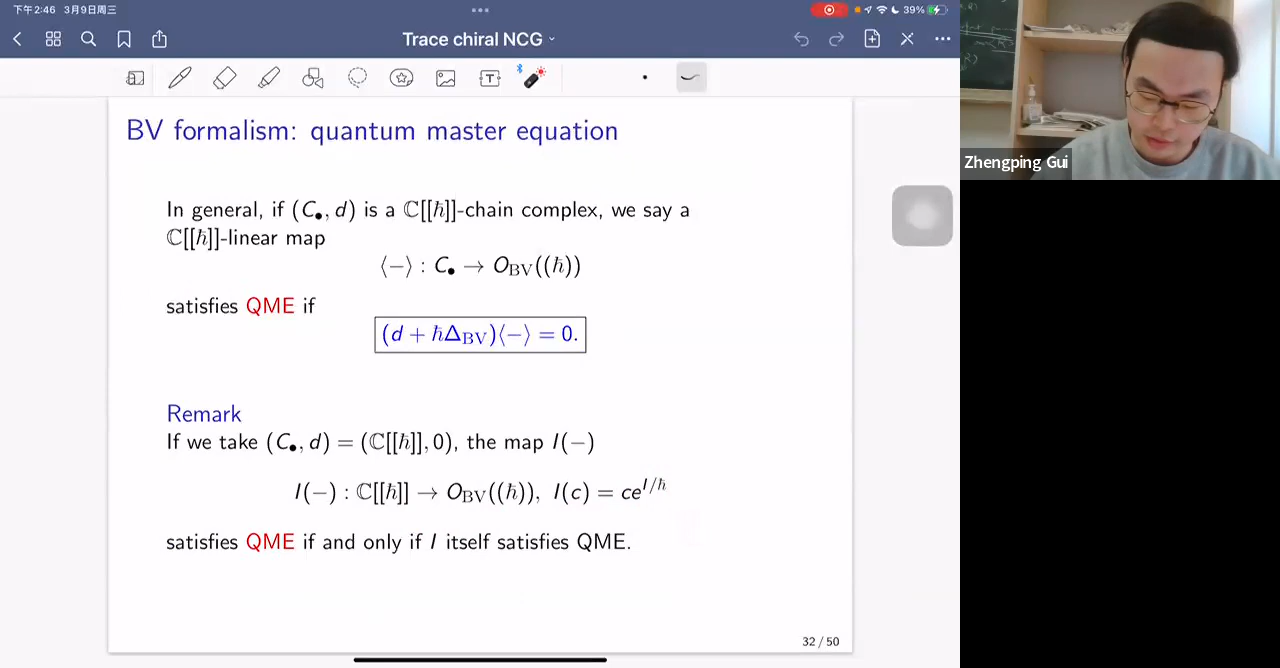 下午2:46 3月9日周三
39%
Trace chiral NCG
T
BV formalism: quantum master equation
In general, if (C•, d) is a ℂ[[ℏ]]-chain complex, we say a
ℂ[[ℏ]]-linear map
⟨−⟩ : C• → O_BV((ℏ))
satisfies QME if
(d + ℏΔ_BV)⟨−⟩ = 0.
Remark
If we take (C•, d) = (ℂ[[ℏ]], 0), the map I(−)
I(−) : ℂ[[ℏ]] → O_BV((ℏ)), I(c) = ce^{I/ℏ}
satisfies QME if and only if I itself satisfies QME.
32 / 50
Zhengping Gui